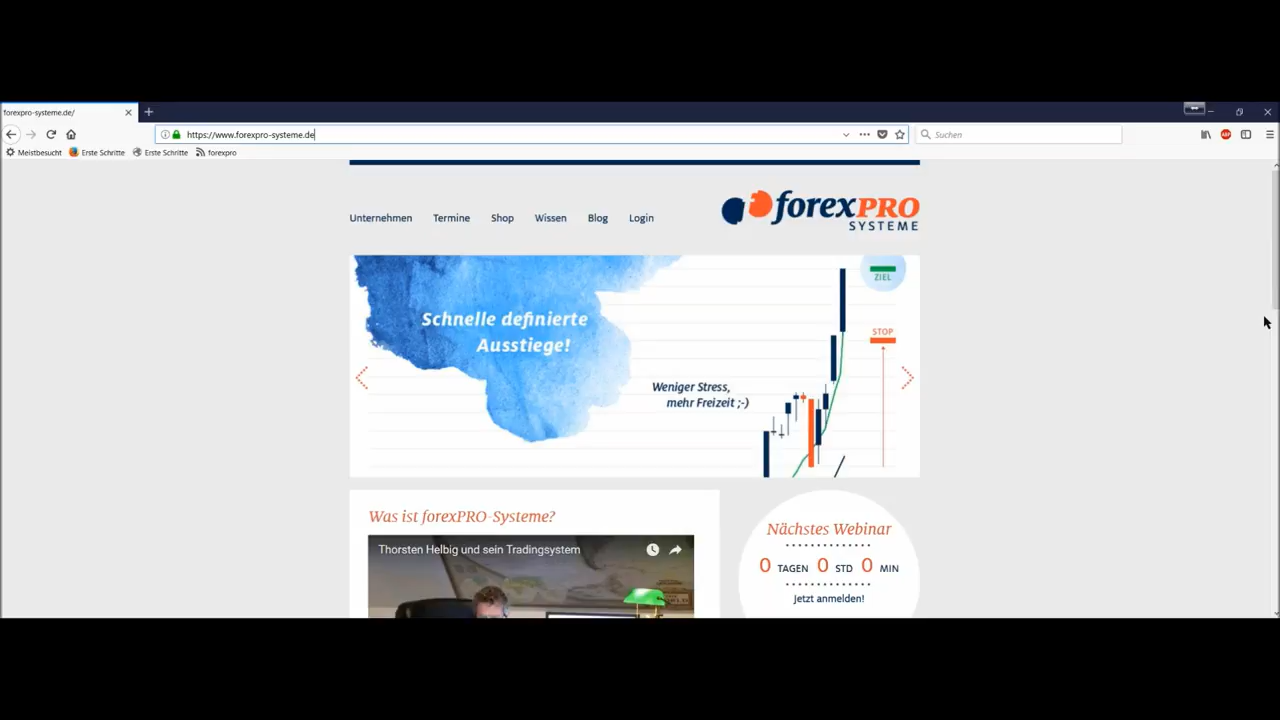 forexpro-systeme.de/
https://www.forexpro-systeme.de
Suchen
ABP
Meistbesucht
Erste Schritte
Erste Schritte
forexpro
Unternehmen
Termine
Shop
Wissen
Blog
Login
forexPRO
SYSTEME
Schnelle definierte
Ausstiege!
Weniger Stress,
mehr Freizeit ;-)
ZIEL
STOP
Was ist forexPRO-Systeme?
Thorsten Helbig und sein Tradingsystem
Nächstes Webinar
0 TAGEN 0 STD 0 MIN
Jetzt anmelden!